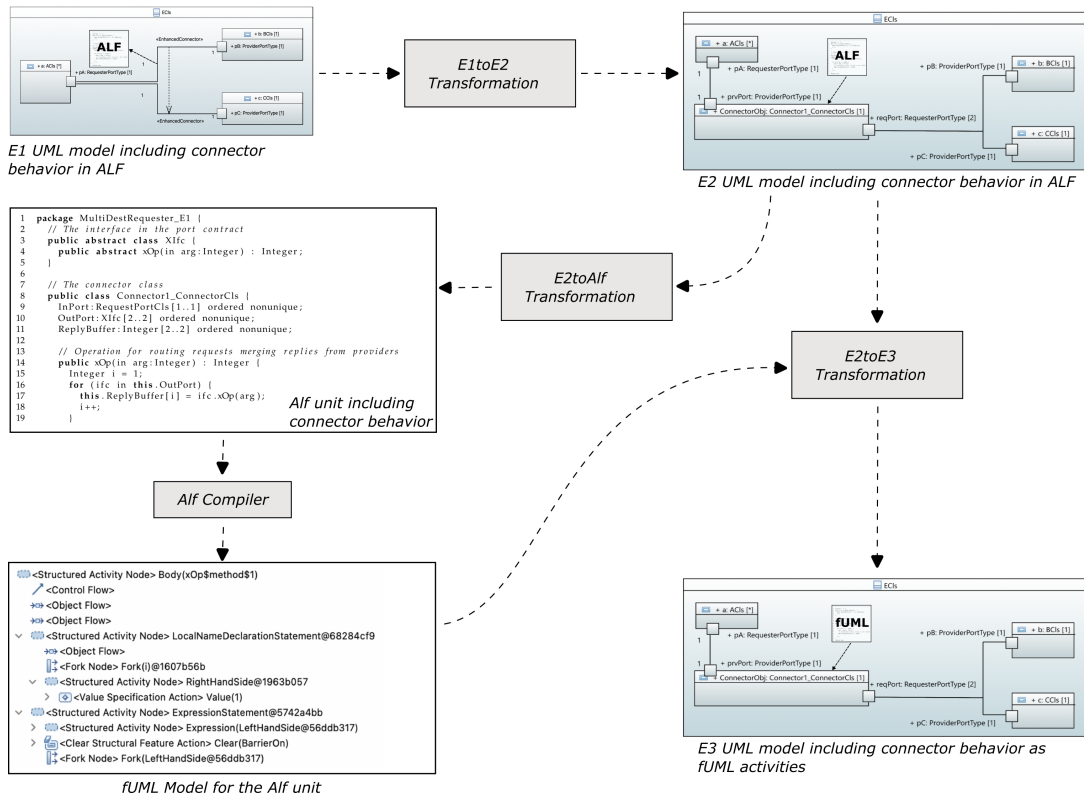 ECls
«EnhancedConnector»
ALF
+ b: BCls [1]
+ pB: ProviderPortType [1]
1
+ a: ACls [*]
+ pA: RequesterPortType [1]
1
1
+ c: CCls [1]
+ pC: ProviderPortType [1]
1
«EnhancedConnector»
E1 UML model including connector
behavior in ALF
E1toE2
Transformation
ECls
+ a: ACls [*]
+ pA: RequesterPortType [1]
1
ALF
+ pB: ProviderPortType [1]
+ b: BCls [1]
1
+ prvPort: ProviderPortType [1]
+ ConnectorObj: Connector1_ConnectorCls [1]
+ reqPort: RequesterPortType [2]
+ c: CCls [1]
+ pC: ProviderPortType [1]
E2 UML model including connector behavior in ALF
1 package MultiDestRequester_E1 {
2 // The interface in the port contract
3 public abstract class XIfc {
4 public abstract xOp(in arg:Integer) : Integer;
5 }
6
7 // The connector class
8 public class Connector1_ConnectorCls {
9 InPort:RequestPortCls[1..1] ordered nonunique;
10 OutPort:XIfc[2..2] ordered nonunique;
11 ReplyBuffer:Integer[2..2] ordered nonunique;
12
13 // Operation for routing requests merging replies from providers
14 public xOp(in arg:Integer) : Integer {
15 Integer i = 1;
16 for (ifc in this.OutPort) {
17 this.ReplyBuffer[i] = ifc.xOp(arg);
18 i++;
19 }
Alf unit including
connector behavior
E2toAlf
Transformation
E2toE3
Transformation
Alf Compiler
<Structured Activity Node> Body(xOp$method$1)
<Control Flow>
<Object Flow>
<Object Flow>
<Structured Activity Node> LocalNameDeclarationStatement@68284cf9
<Object Flow>
<Fork Node> Fork(i)@1607b56b
<Structured Activity Node> RightHandSide@1963b057
<Value Specification Action> Value(1)
<Structured Activity Node> ExpressionStatement@5742a4bb
<Structured Activity Node> Expression(LeftHandSide@56ddb317)
<Clear Structural Feature Action> Clear(BarrierOn)
<Fork Node> Fork(LeftHandSide@56ddb317)
fUML Model for the Alf unit
ECls
+ a: ACls [*]
+ pA: RequesterPortType [1]
1
fUML
+ pB: ProviderPortType [1]
+ b: BCls [1]
1
+ prvPort: ProviderPortType [1]
+ ConnectorObj: Connector1_ConnectorCls [1]
+ reqPort: RequesterPortType [2]
+ c: CCls [1]
+ pC: ProviderPortType [1]
E3 UML model including connector behavior as
fUML activities